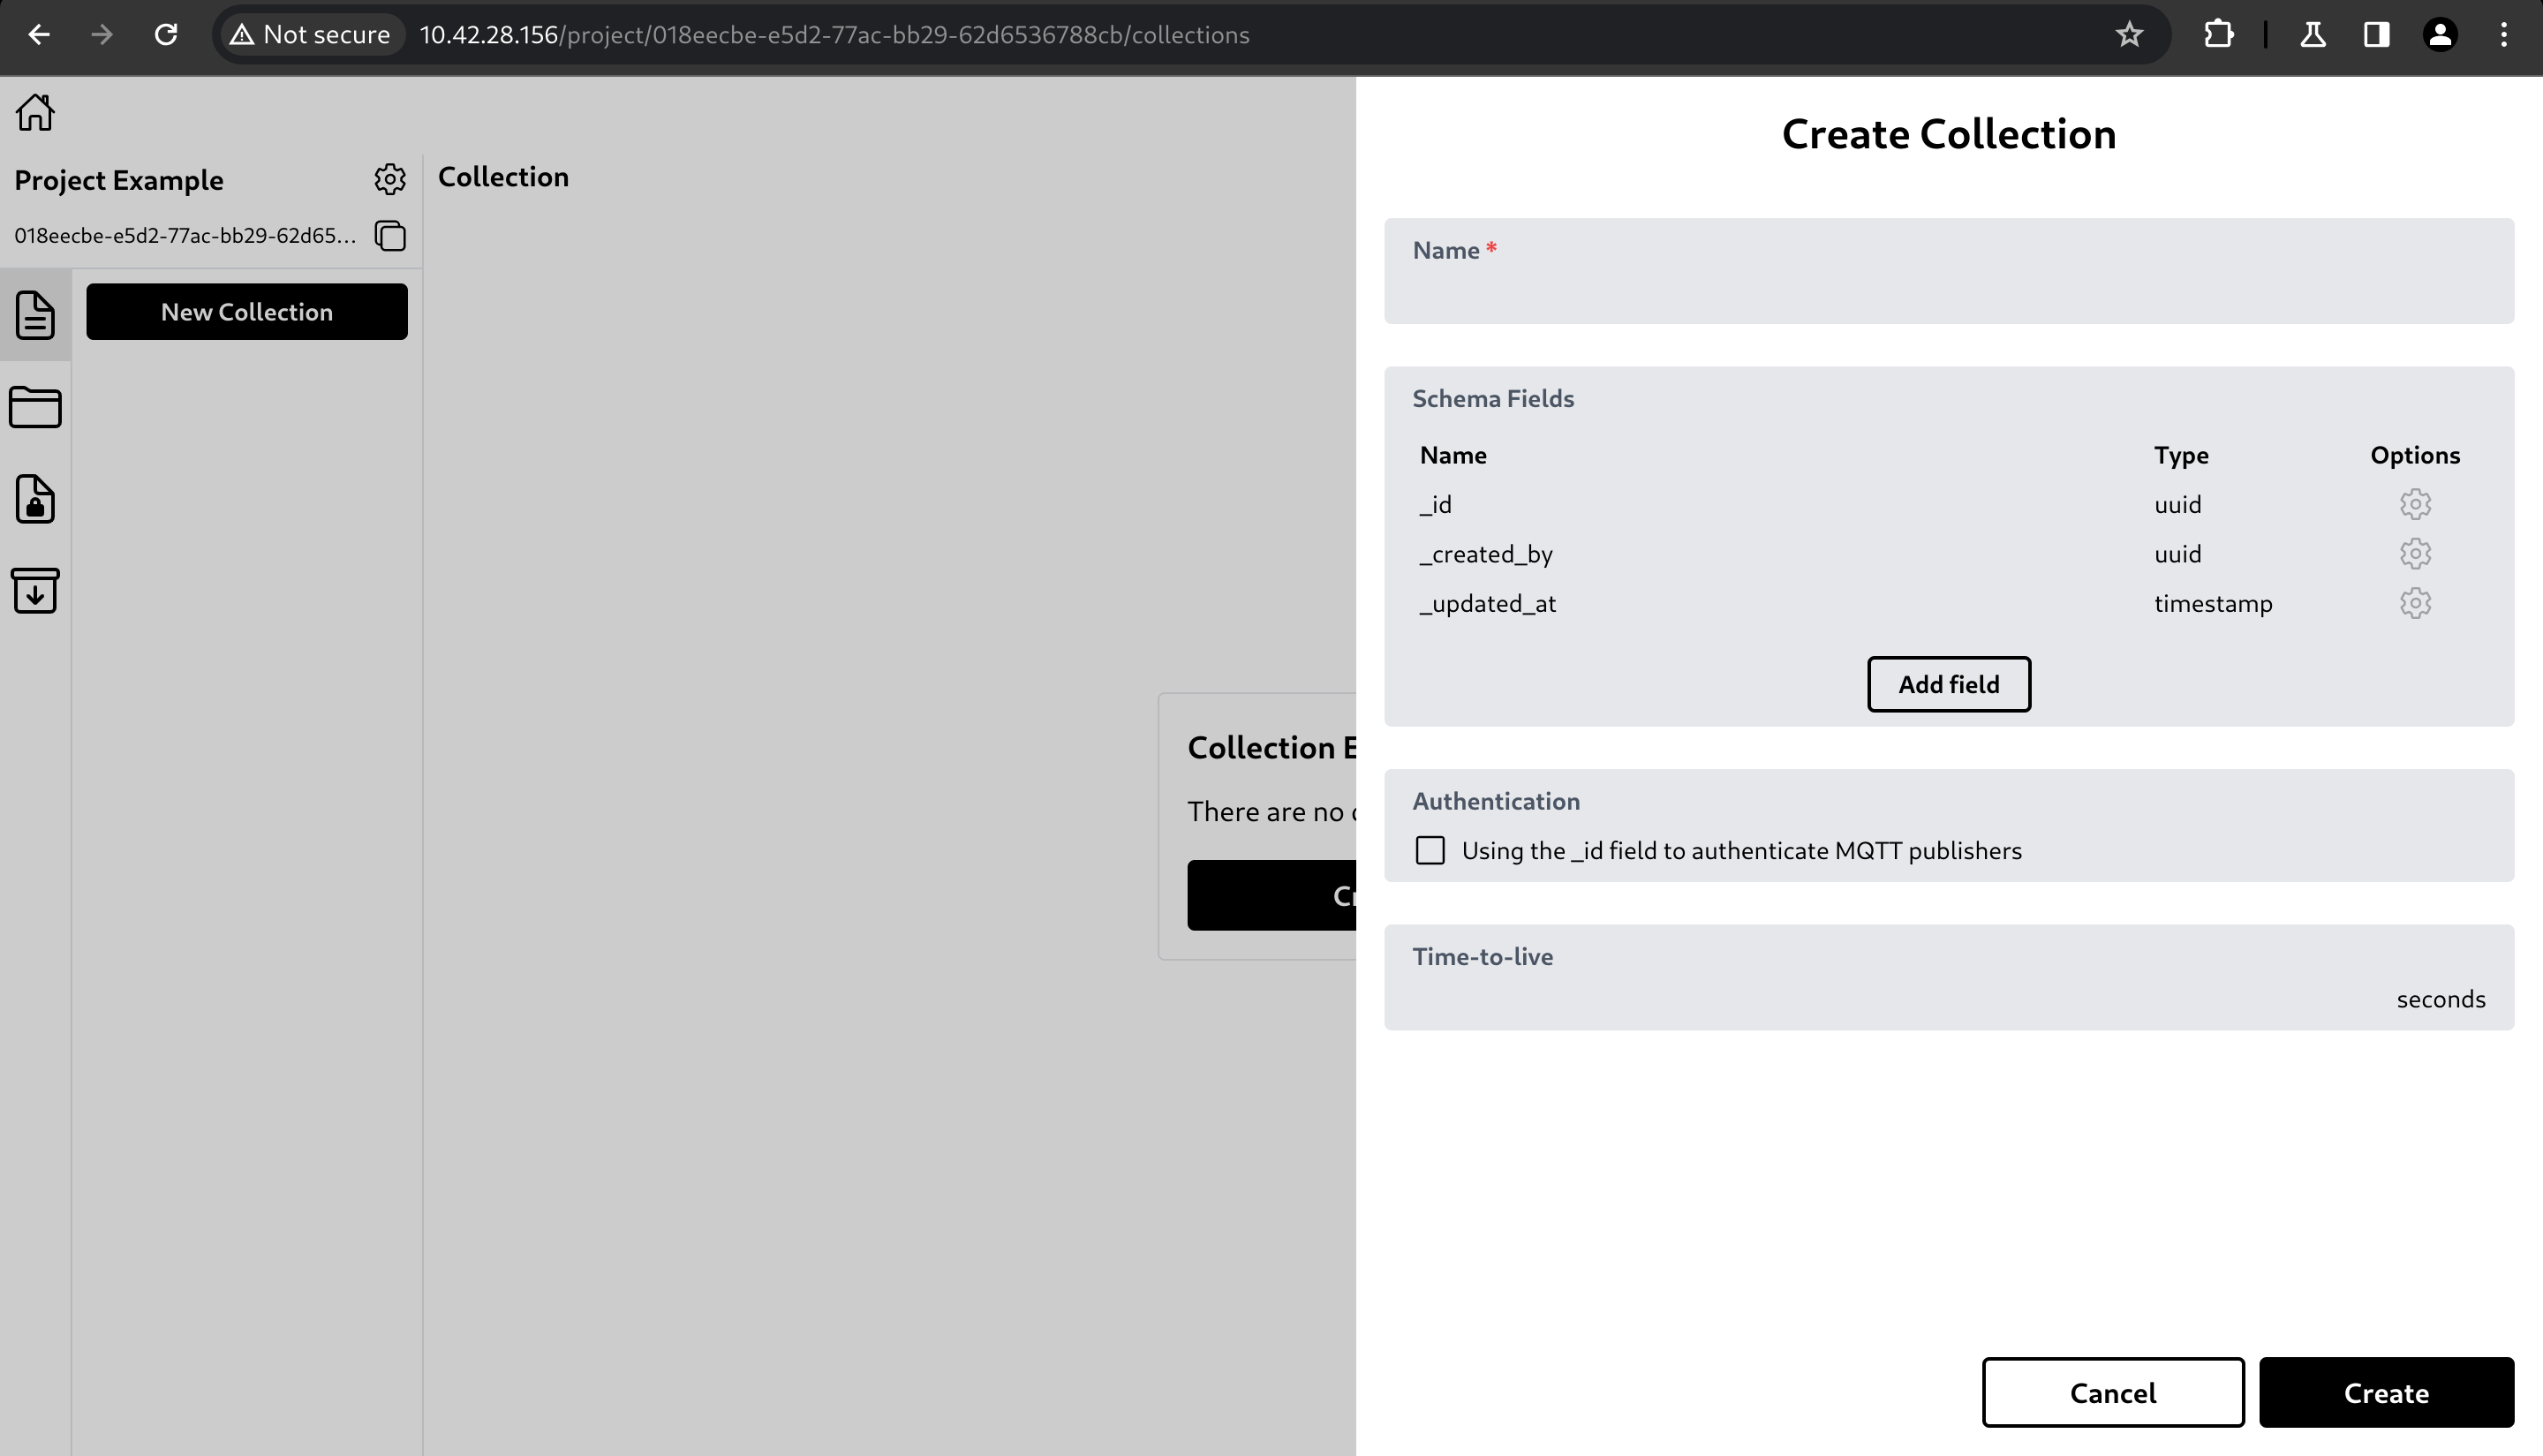 Not secure 10.42.28.156/project/018eecbe-e5d2-77ac-bb29-62d6536788cb/collections
Project Example
018eecbe-e5d2-77ac-bb29-62d65...
New Collection
Collection
Collection E
There are no
Cr
Create Collection
Name *
Schema Fields
Name Type Options
_id uuid
_created_by uuid
_updated_at timestamp
Add field
Authentication
Using the _id field to authenticate MQTT publishers
Time-to-live
seconds
Cancel Create